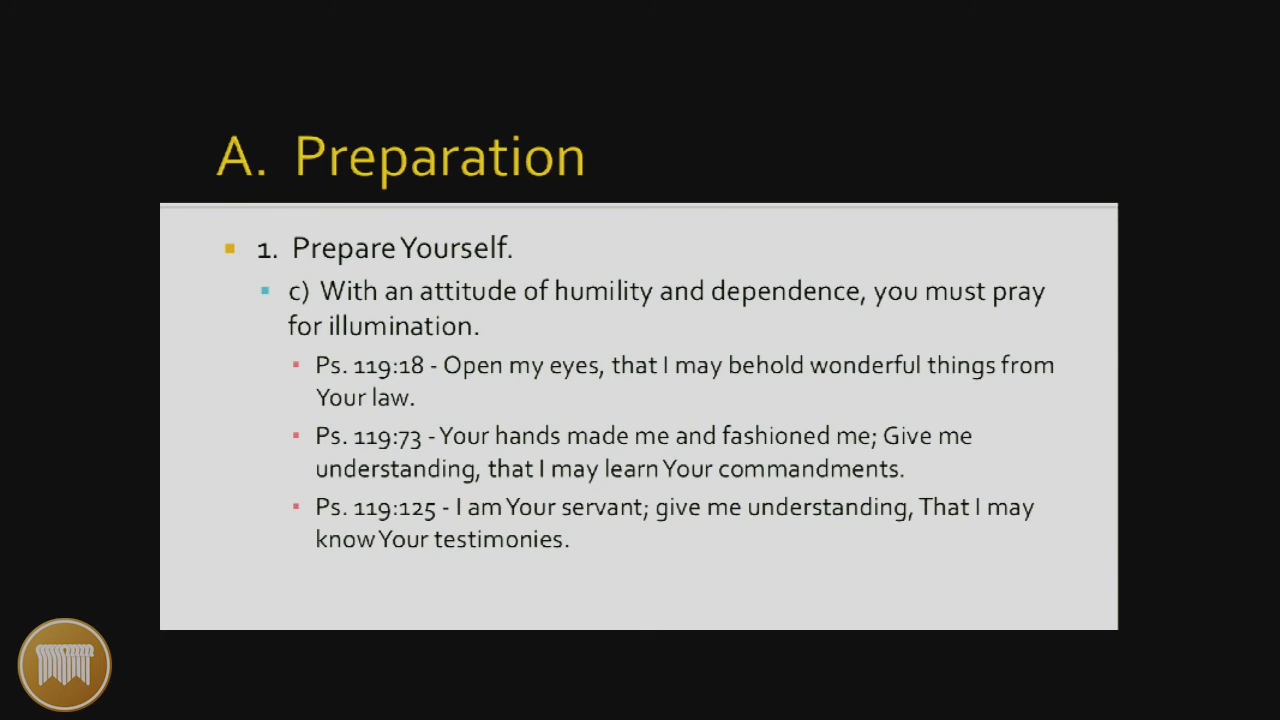 A. Preparation
1. Prepare Yourself.
c) With an attitude of humility and dependence, you must pray
for illumination.
Ps. 119:18 - Open my eyes, that I may behold wonderful things from
Your law.
Ps. 119:73 - Your hands made me and fashioned me; Give me
understanding, that I may learn Your commandments.
Ps. 119:125 - I am Your servant; give me understanding, That I may
know Your testimonies.